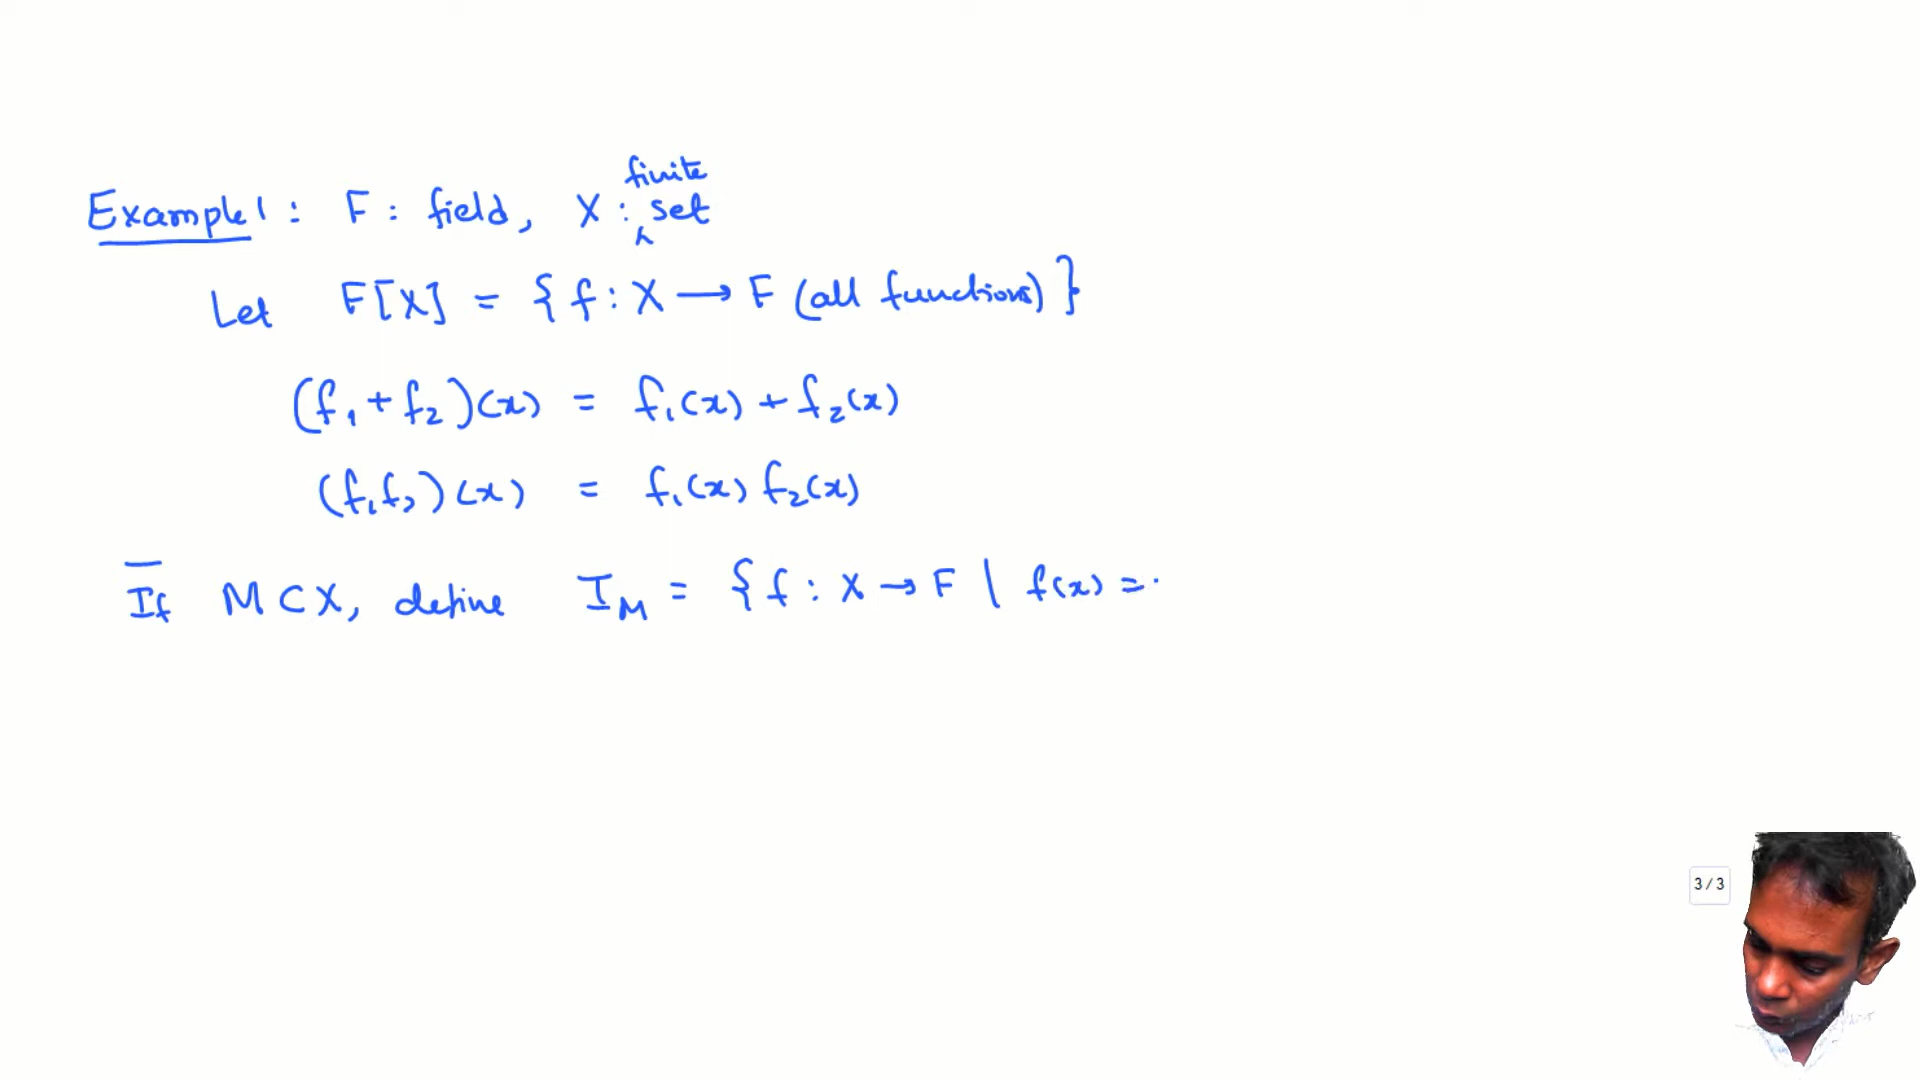 Example 1 : F : field, X : finite set
Let F[X] = { f : X → F (all functions) }
(f₁ + f₂)(x) = f₁(x) + f₂(x)
(f₁f₂)(x) = f₁(x) f₂(x)
If M ⊂ X, define I_M = { f : X → F | f(x) =
3 / 3